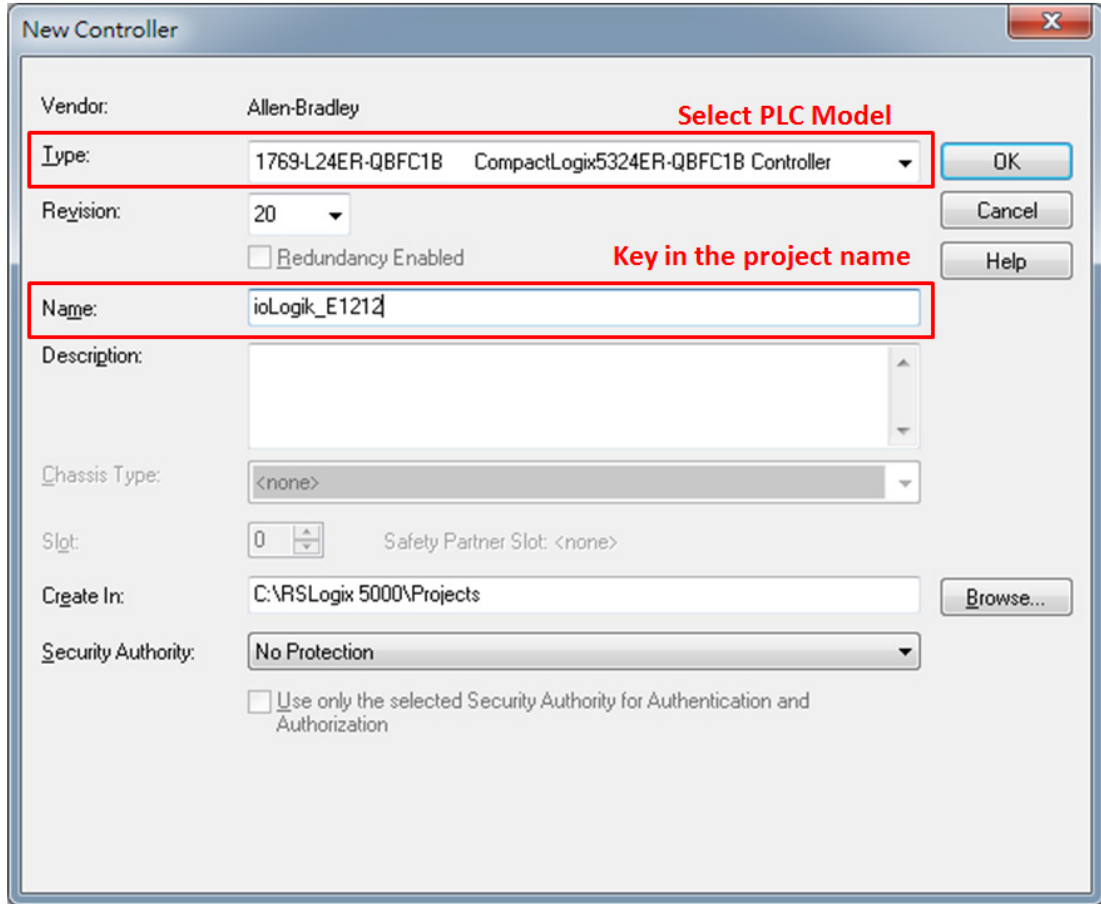 New Controller
Vendor: Allen-Bradley
Select PLC Model
Type: 1769-L24ER-QBFC1B CompactLogix5324ER-QBFC1B Controller OK
Revision: 20 Cancel
Redundancy Enabled Key in the project name Help
Name: ioLogik_E1212
Description:
Chassis Type: <none>
Slot: 0 Safety Partner Slot: <none>
Create In: C:\RSLogix 5000\Projects Browse...
Security Authority: No Protection
Use only the selected Security Authority for Authentication and
Authorization